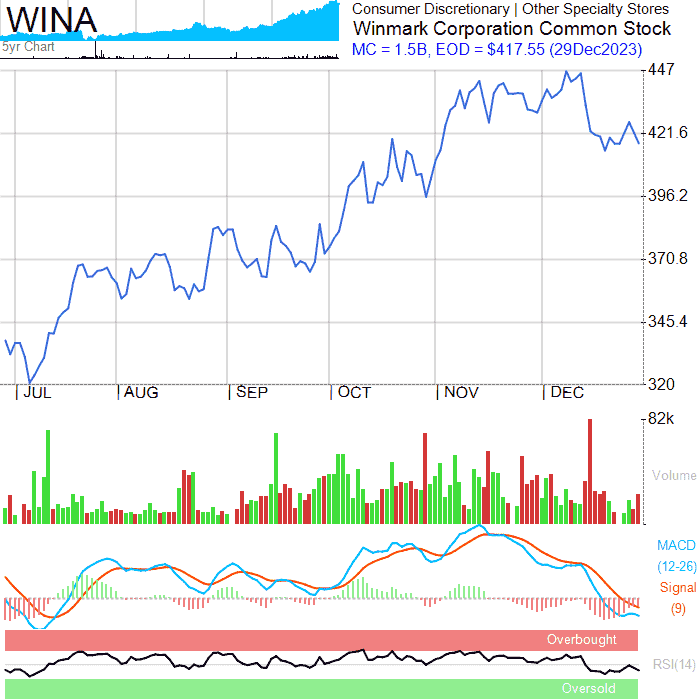 WINA
5yr Chart
Consumer Discretionary | Other Specialty Stores
Winmark Corporation Common Stock
MC = 1.5B, EOD = $417.55 (29Dec2023)
447
421.6
396.2
370.8
345.4
320
| JUL | AUG | SEP | OCT | NOV | DEC
82k
Volume
MACD
(12-26)
Signal
(9)
Overbought
RSI(14)
Oversold